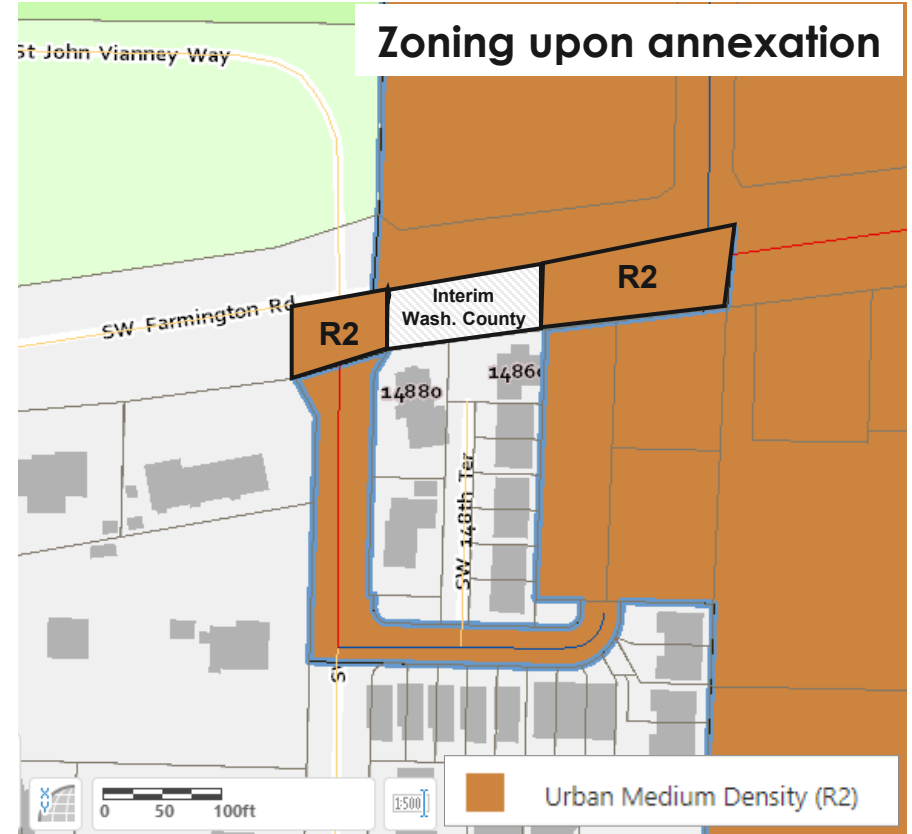 Zoning upon annexation
St John Vianney Way
R2
Interim
Wash. County
SW Farmington Rd
R2
14880
1486
SW 148th Ter
0 50 100ft
1:500
Urban Medium Density (R2)